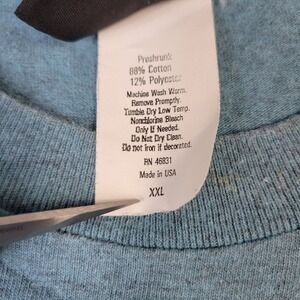 Preshrunk
88% Cotton
12% Polyester
Machine Wash Warm.
Remove Promptly.
Tumble Dry Low Temp.
Nonchlorine Bleach
Only If Needed.
Do Not Dry Clean.
Do not iron if decorated.
RN 46831
Made in USA
XXL